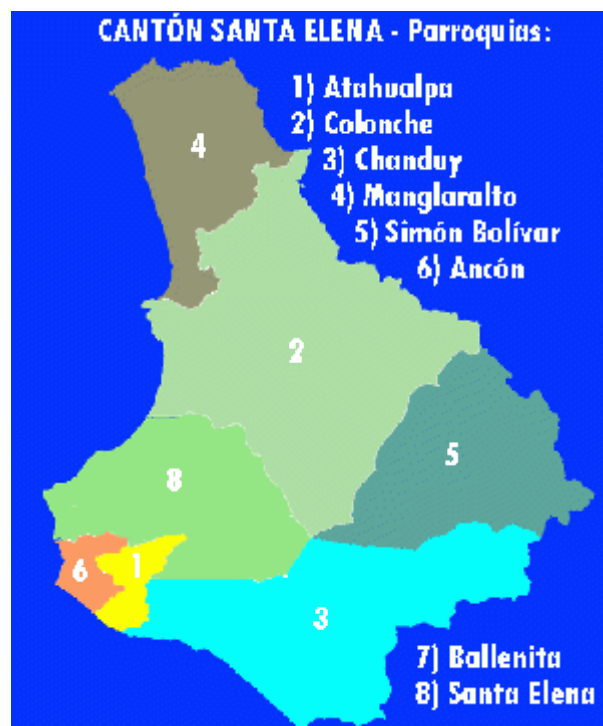 CANTÓN SANTA ELENA - Parroquias:
1) Atahualpa
2) Colonche
3) Chanduy
4) Manglaralto
5) Simón Bolívar
6) Ancón
4
2
5
8
6
1
3
7) Ballenita
8) Santa Elena